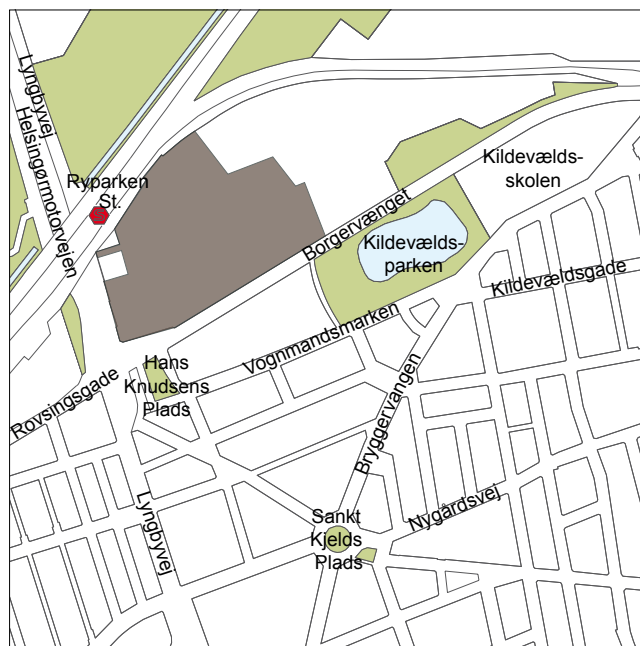 Lyngbyvej
Helsingørmotorvejen
Ryparken
St.
Borgervænget
Kildevælds-
skolen
Kildevælds-
parken
Kildevældsgade
Vognmandsmarken
Hans
Knudsens
Plads
Rovsingsgade
Bryggervangen
Lyngbyvej
Sankt
Kjelds
Plads
Nygårdsvej